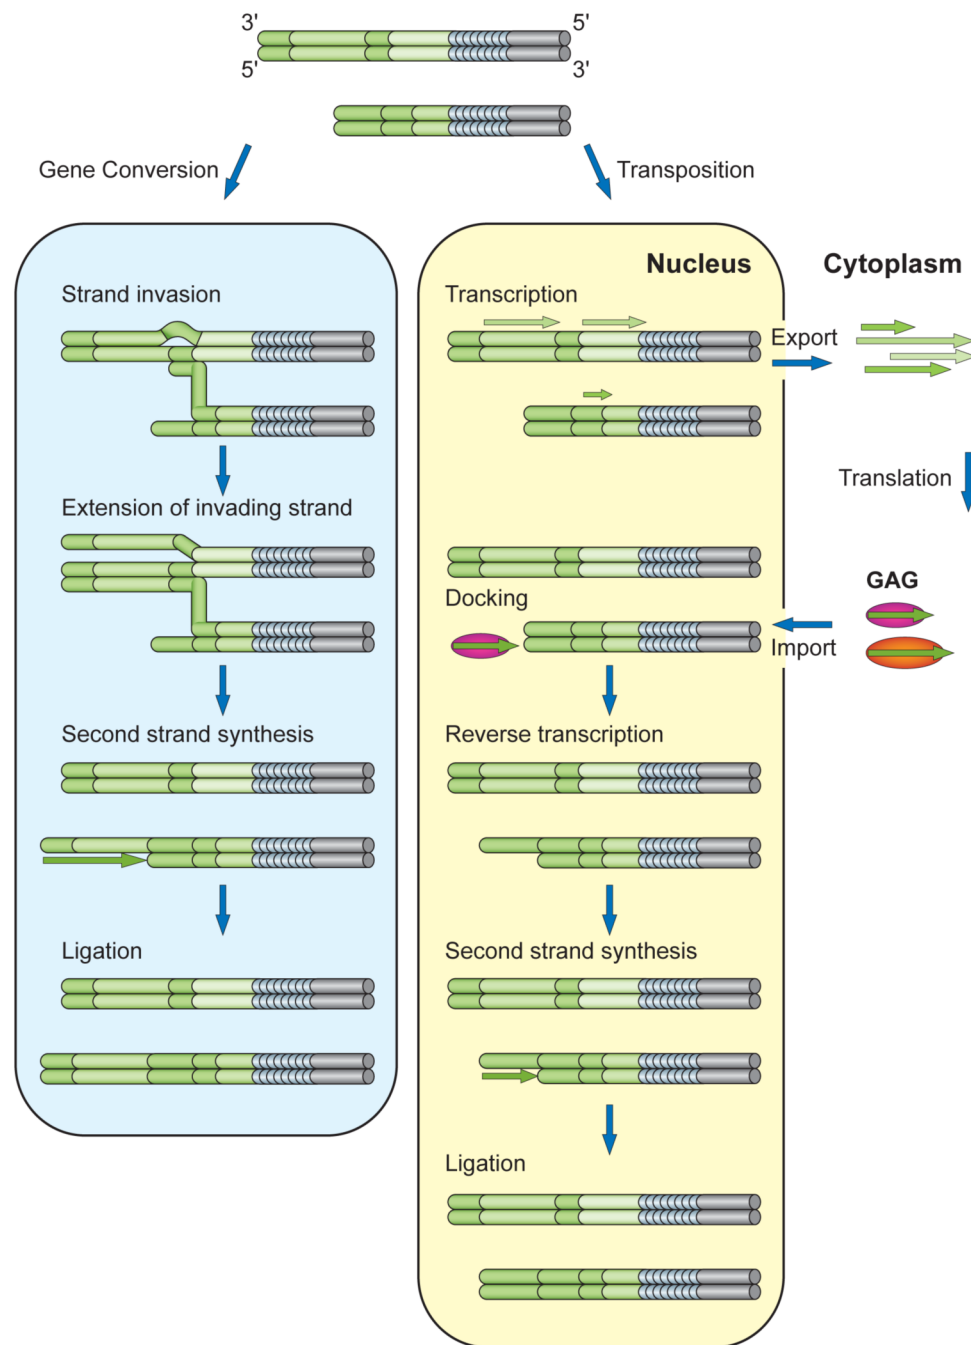 3'
5'
5'
3'
Gene Conversion
Transposition
Strand invasion
Extension of invading strand
Second strand synthesis
Ligation
Nucleus
Cytoplasm
Transcription
Export
Translation
GAG
Docking
Import
Reverse transcription
Second strand synthesis
Ligation